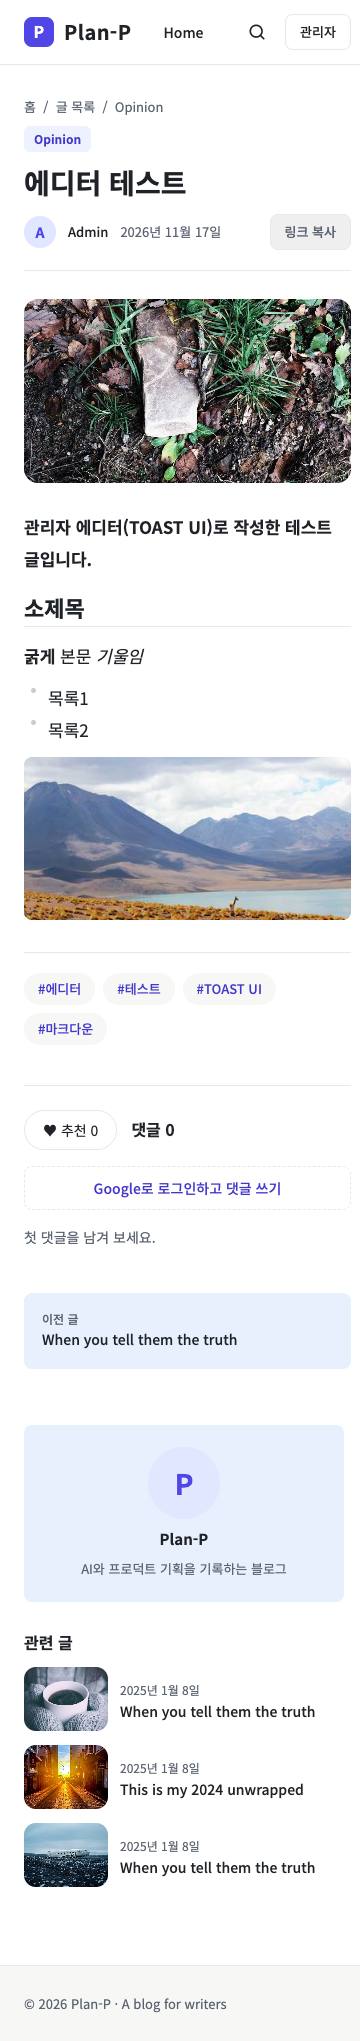 P Plan-P Home 관리자
홈 / 글 목록 / Opinion
Opinion
에디터 테스트
A Admin 2026년 11월 17일 링크 복사
관리자 에디터(TOAST UI)로 작성한 테스트
글입니다.
소제목
굵게 본문 기울임
목록1
목록2
#에디터 #테스트 #TOAST UI
#마크다운
♥ 추천 0 댓글 0
Google로 로그인하고 댓글 쓰기
첫 댓글을 남겨 보세요.
이전 글
When you tell them the truth
P
Plan-P
AI와 프로덕트 기획을 기록하는 블로그
관련 글
2025년 1월 8일
When you tell them the truth
2025년 1월 8일
This is my 2024 unwrapped
2025년 1월 8일
When you tell them the truth
© 2026 Plan-P · A blog for writers